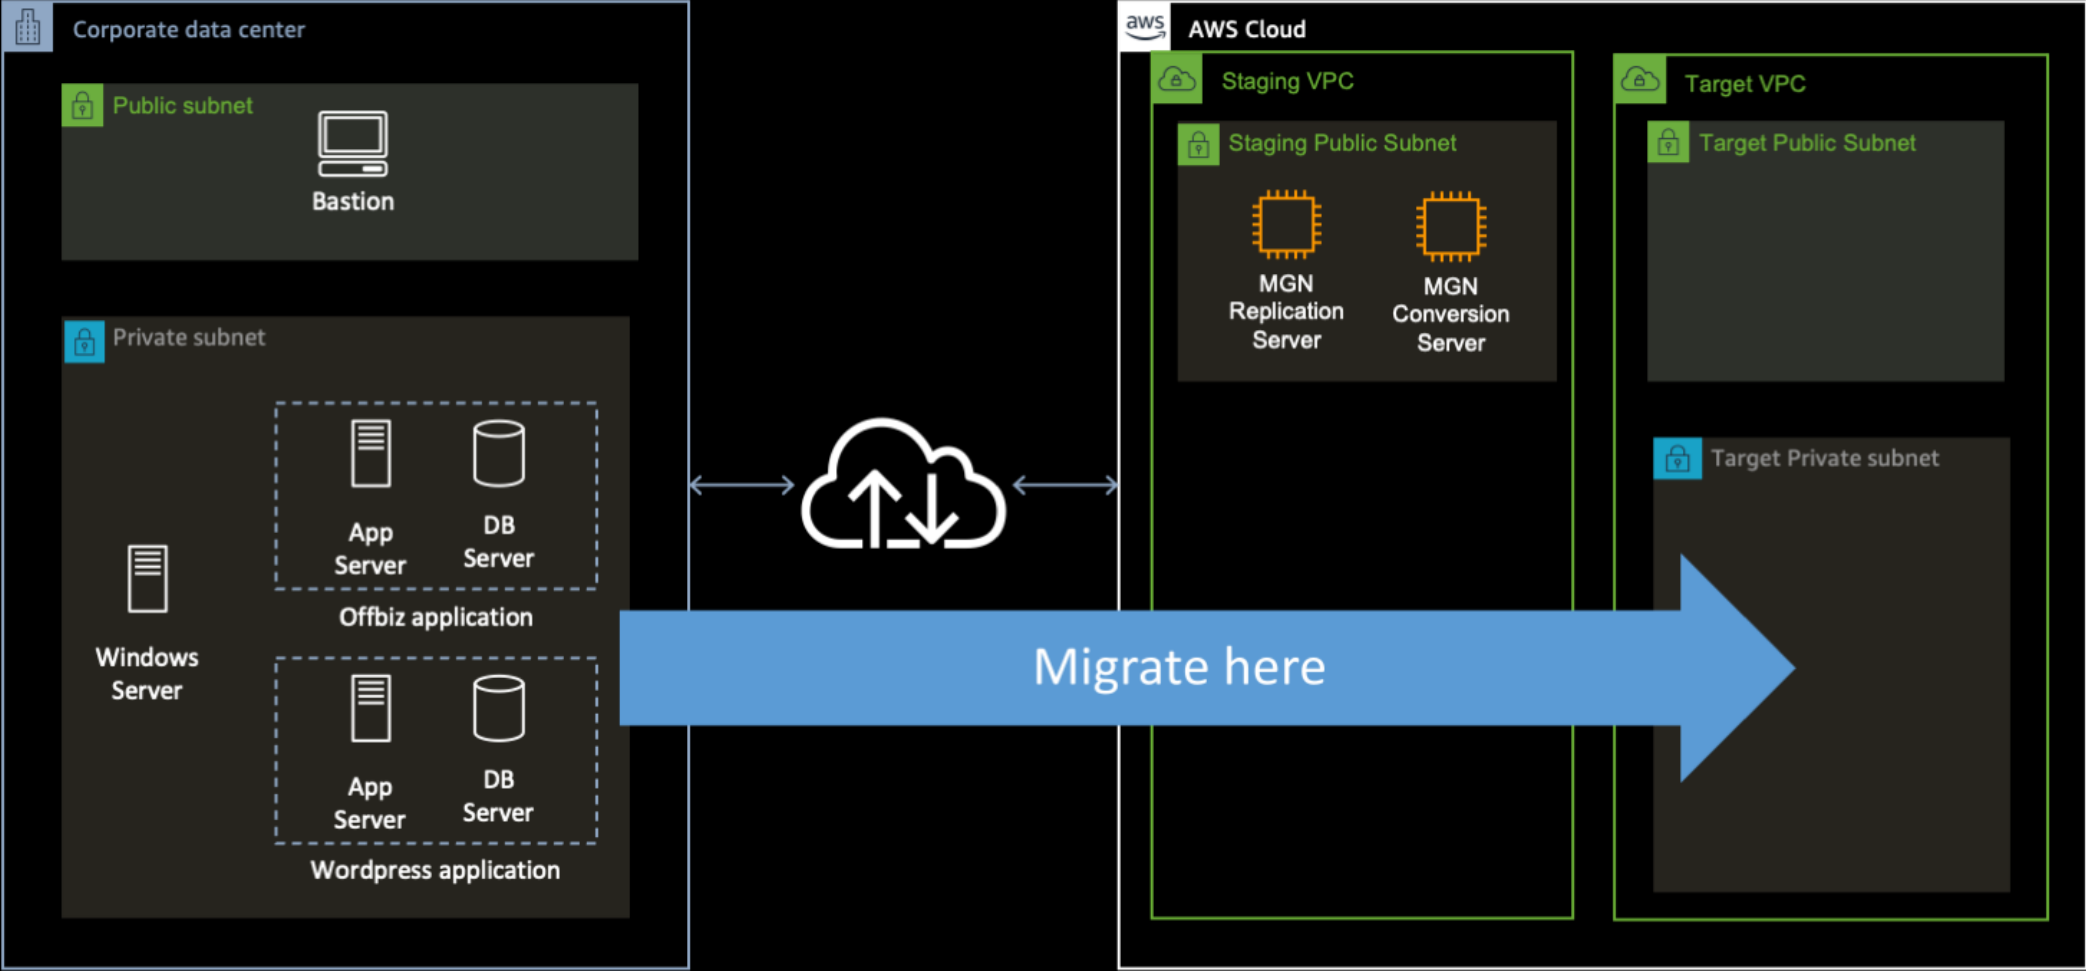 Corporate data center
Public subnet
Bastion
Private subnet
App
Server
DB
Server
Offbiz application
Windows
Server
App
Server
DB
Server
Wordpress application
Migrate here
aws
AWS Cloud
Staging VPC
Staging Public Subnet
MGN
Replication
Server
MGN
Conversion
Server
Target VPC
Target Public Subnet
Target Private subnet